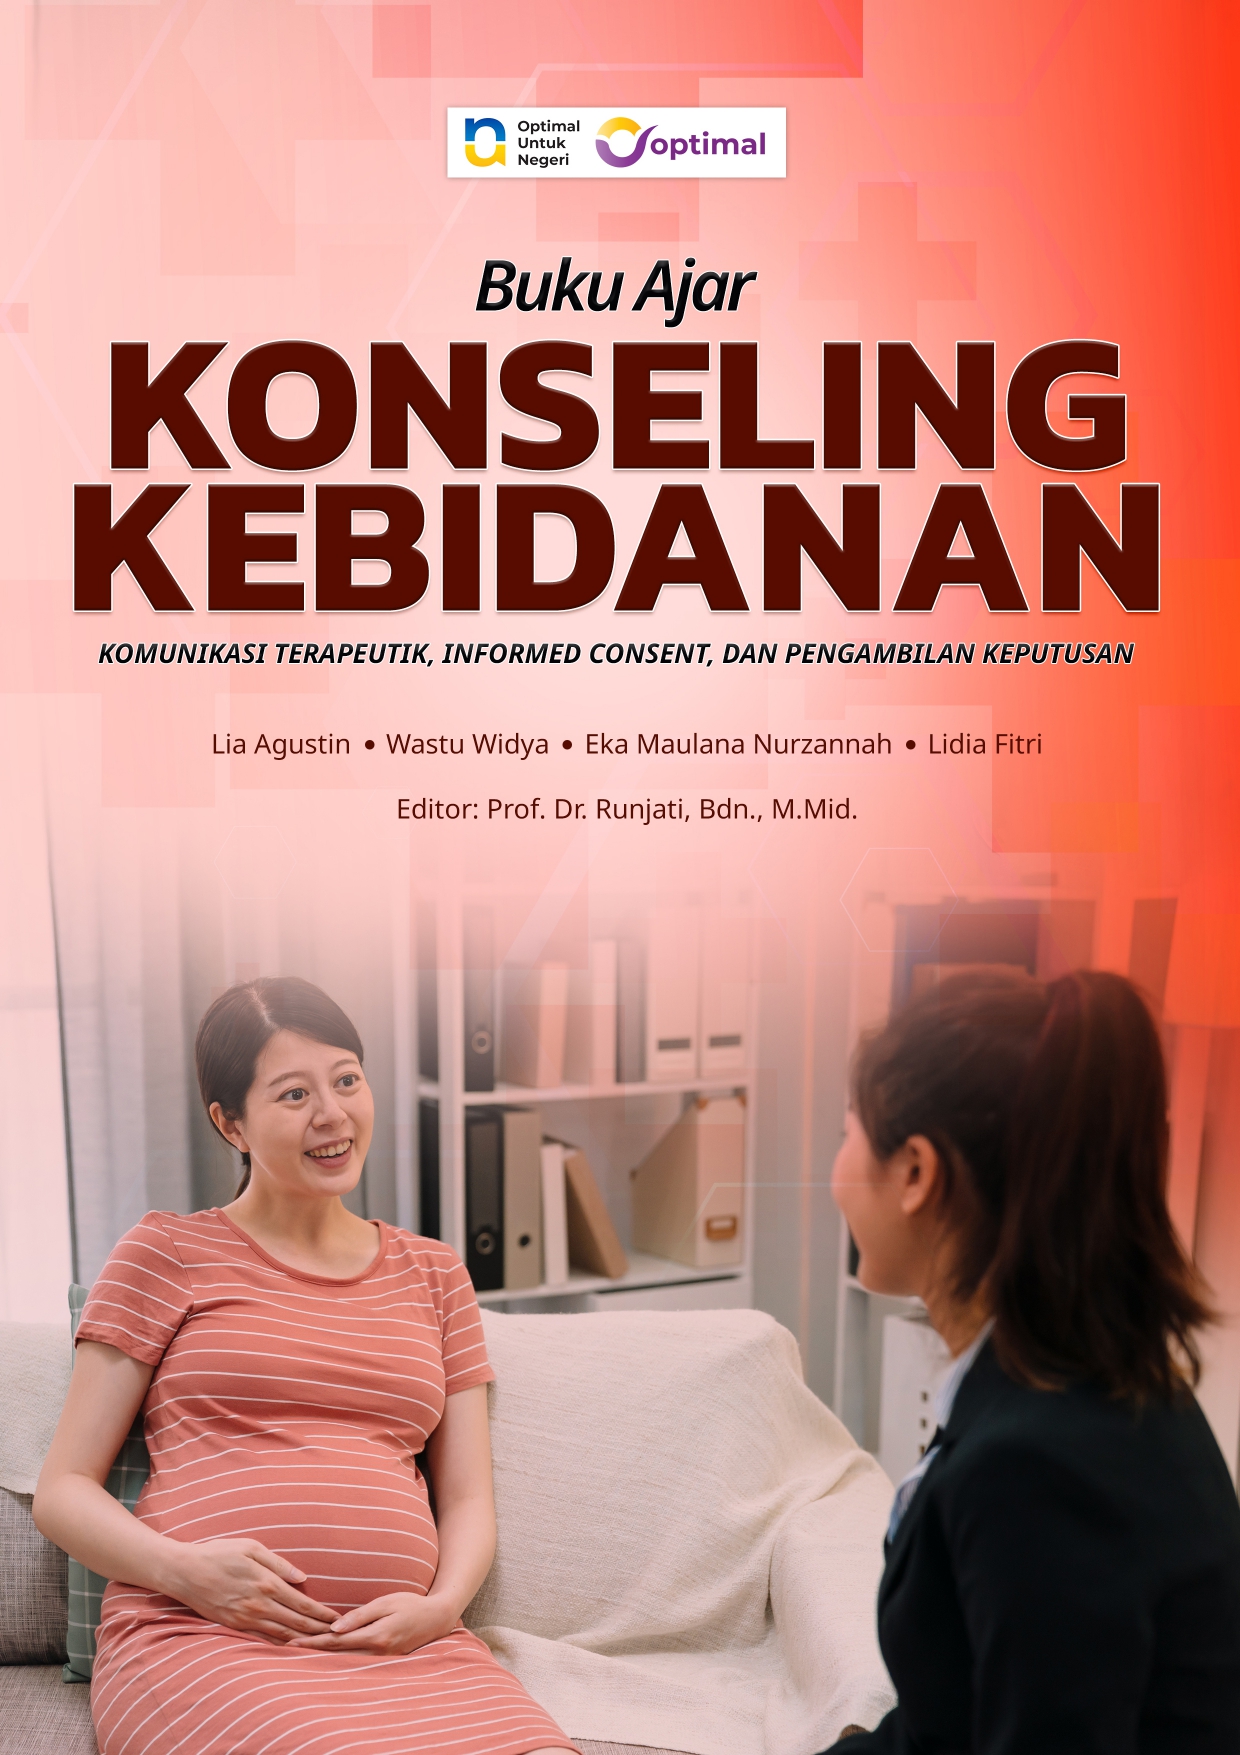 Optimal
Untuk
Negeri
optimal
Buku Ajar
KONSELING
KEBIDANAN
KOMUNIKASI TERAPEUTIK, INFORMED CONSENT, DAN PENGAMBILAN KEPUTUSAN
Lia Agustin • Wastu Widya • Eka Maulana Nurzannah • Lidia Fitri
Editor: Prof. Dr. Runjati, Bdn., M.Mid.